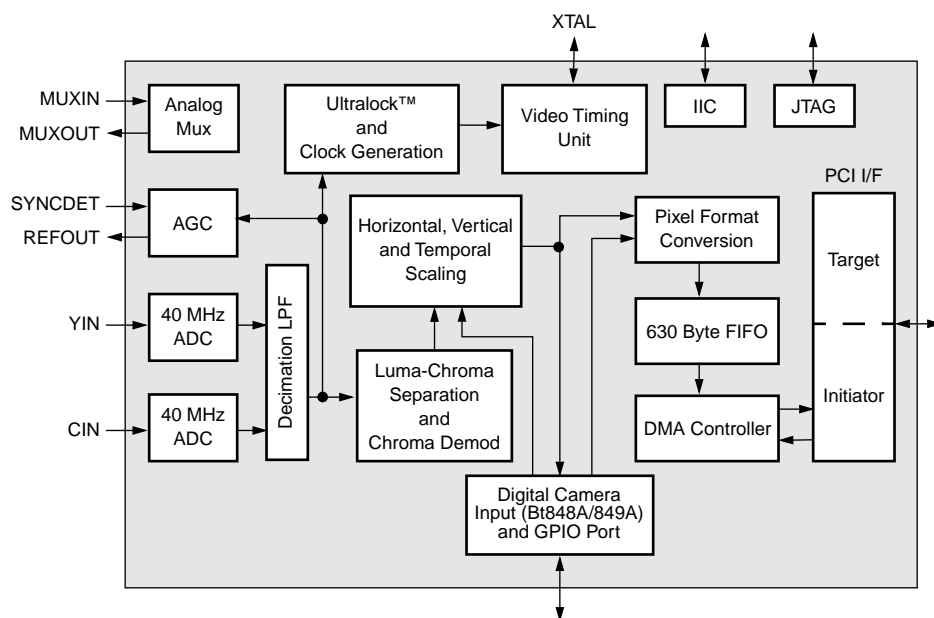 XTAL
MUXIN
MUXOUT
Analog
Mux
Ultralock™
and
Clock Generation
Video Timing
Unit
IIC
JTAG
PCI I/F
SYNCDET
REFOUT
AGC
Horizontal, Vertical
and Temporal
Scaling
Pixel Format
Conversion
Target
YIN
40 MHz
ADC
Decimation LPF
630 Byte FIFO
Luma-Chroma
Separation
and
Chroma Demod
Initiator
CIN
40 MHz
ADC
DMA Controller
Digital Camera
Input (Bt848A/849A)
and GPIO Port